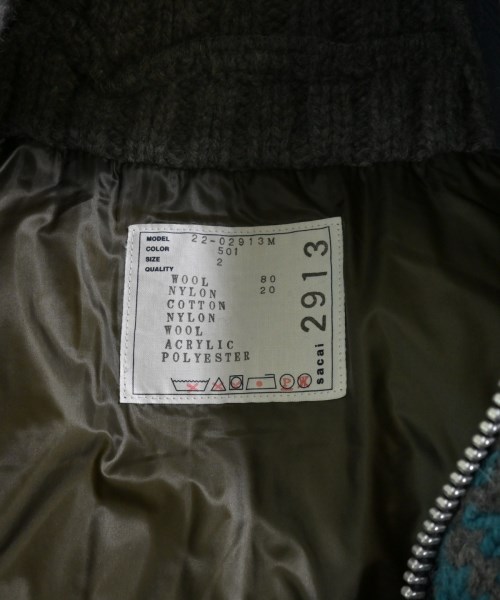 MODEL 22-02913M
COLOR 501
SIZE 2
QUALITY
WOOL 80
NYLON 20
COTTON
NYLON
WOOL
ACRYLIC
POLYESTER
P W
sacai 2913